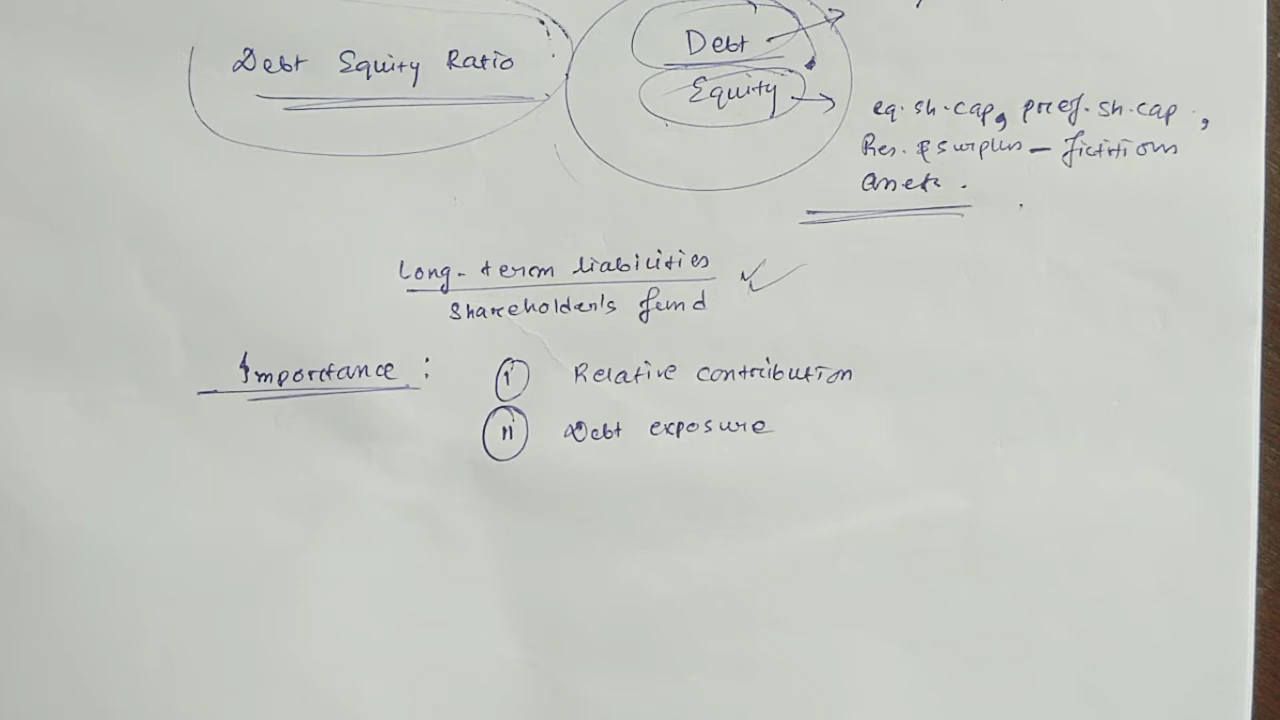 Debt Equity Ratio
Debt
Equity
eq. sh. cap, pref. sh. cap.,
Res. & surplus - fictitious
asset.
Long-term liabilities
Shareholder's fund
Importance :
(i) Relative contribution
(ii) Debt exposure